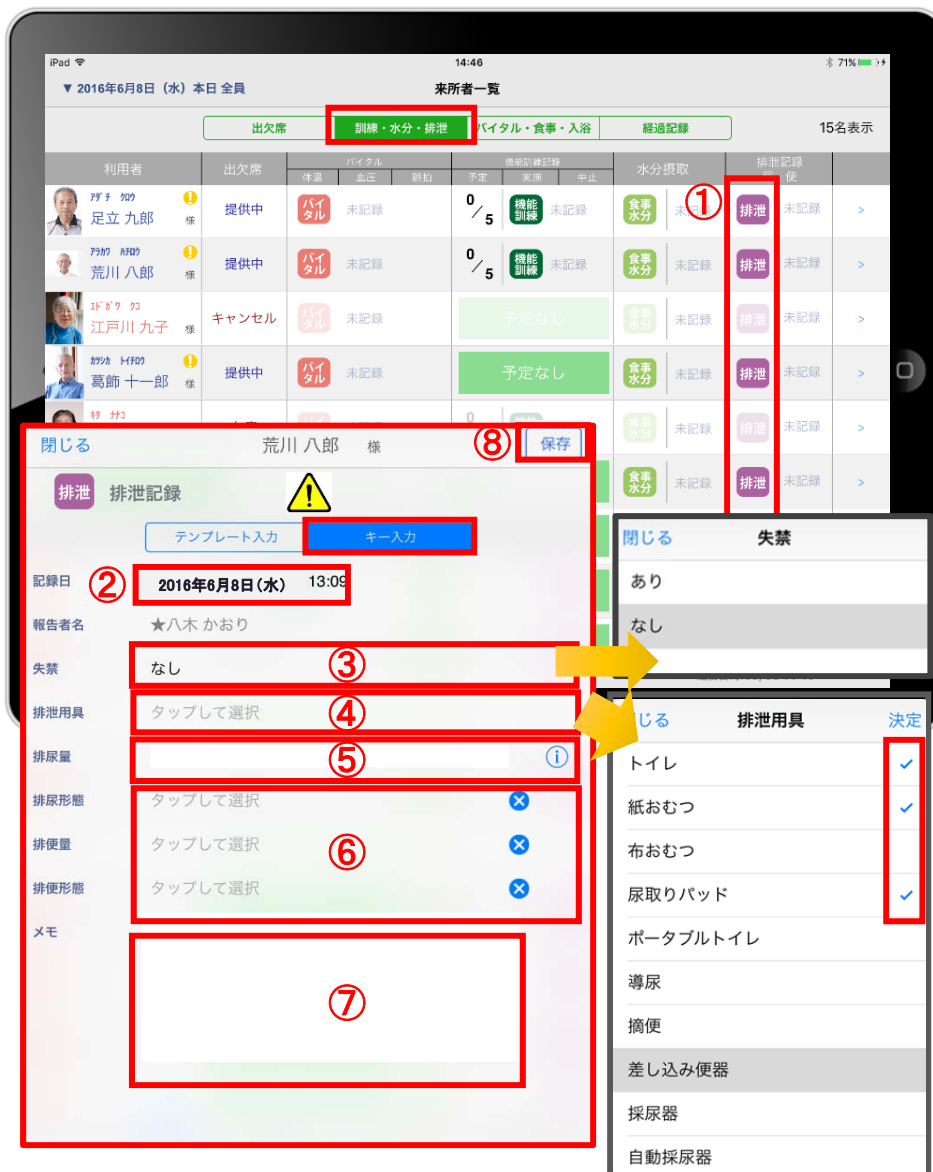 iPad 14:46 71%
▼ 2016年6月8日（水）本日 全員 来所者一覧
出欠席 訓練・水分・排泄 バイタル・食事・入浴 経過記録 15名表示
利用者 出欠席 バイタル 機能訓練記録 水分摂取 排泄記録
体温 血圧 脈拍 予定 実施 中止 尿 便
①
ｱﾀﾞﾁ ｸﾛｳ
足立 九郎 様 提供中 バイタル 未記録 0/5 機能訓練 未記録 食事水分 未記録 排泄 未記録 >
ｱﾗｶﾜ ﾊﾁﾛｳ
荒川 八郎 様 提供中 バイタル 未記録 0/5 機能訓練 未記録 食事水分 未記録 排泄 未記録 >
ｴﾄﾞｶﾞﾜ ｸｺ
江戸川 九子 様 キャンセル バイタル 未記録 予定なし 食事水分 未記録 排泄 未記録 >
ｶﾂｼｶ ﾄｲﾁﾛｳ
葛飾 十一郎 様 提供中 バイタル 未記録 予定なし 食事水分 未記録 排泄 未記録 >
ｷﾀ ﾅﾅｺ
食事水分 未記録 排泄 未記録 >
食事水分 未記録 排泄 未記録 >
閉じる 荒川 八郎 様 ⑧ 保存
排泄 排泄記録
テンプレート入力 キー入力
記録日 ② 2016年6月8日(水) 13:09
報告者名 ★八木 かおり
失禁 なし ③
排泄用具 タップして選択 ④
排尿量 ⑤
排尿形態 タップして選択
排便量 タップして選択 ⑥
排便形態 タップして選択
メモ
⑦
閉じる 失禁
あり
なし
じる 排泄用具 決定
トイレ
紙おむつ
布おむつ
尿取りパッド
ポータブルトイレ
導尿
摘便
差し込み便器
採尿器
自動採尿器